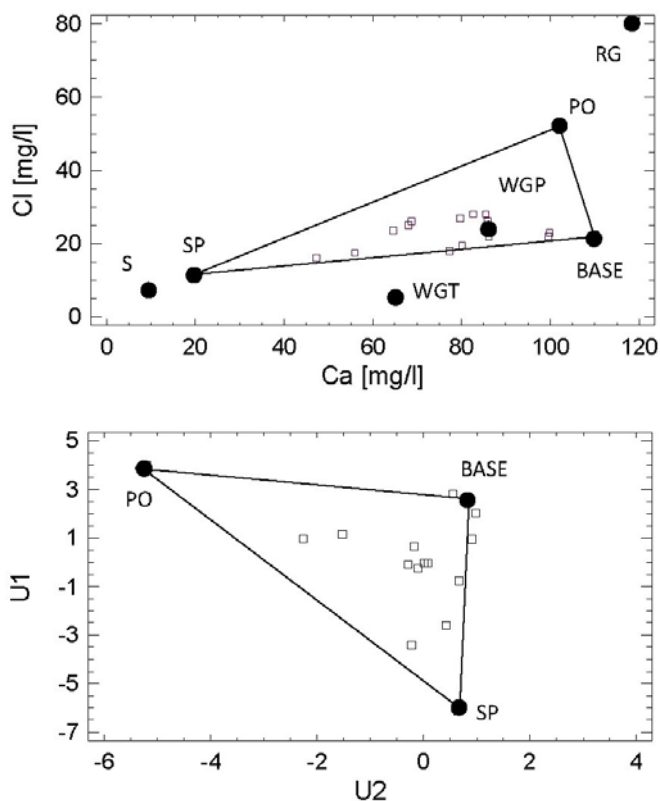 80
60
40
20
0
Cl [mg/l]
RG
PO
WGP
SP
S
WGT
BASE
0 20 40 60 80 100 120
Ca [mg/l]
5
3
1
-1
-3
-5
-7
U1
PO
BASE
SP
-6 -4 -2 0 2 4
U2